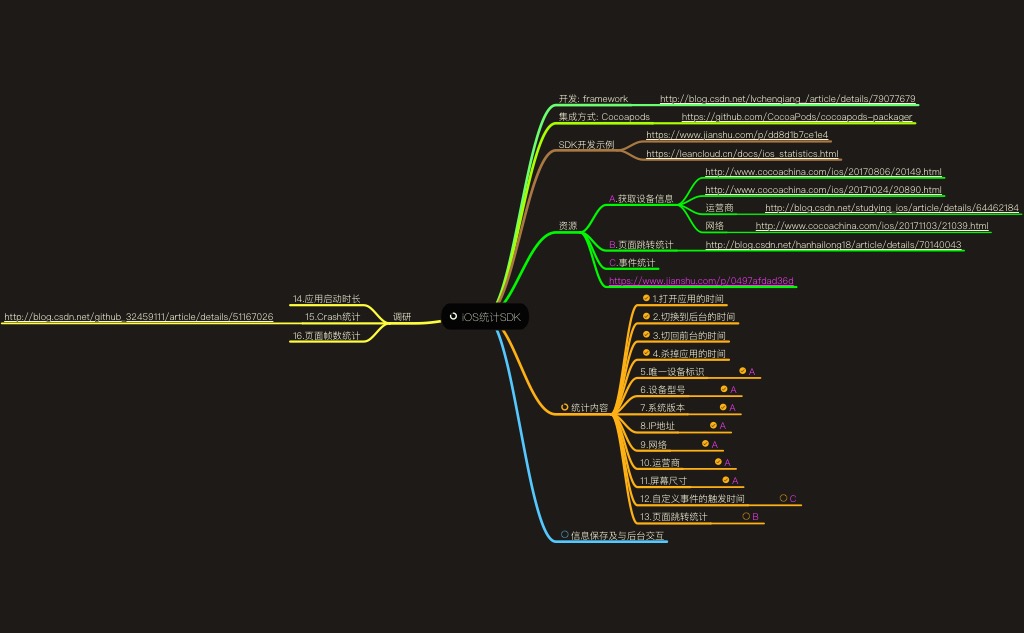 开发: framework
http://blog.csdn.net/lvchenqiang_/article/details/79077679
集成方式: Cocoapods
https://github.com/CocoaPods/cocoapods-packager
SDK开发示例
https://www.jianshu.com/p/dd8d1b7ce1e4
https://leancloud.cn/docs/ios_statistics.html
资源
A.获取设备信息
http://www.cocoachina.com/ios/20170806/20149.html
http://www.cocoachina.com/ios/20171024/20890.html
运营商
http://blog.csdn.net/studying_ios/article/details/64462184
网络
http://www.cocoachina.com/ios/20171103/21039.html
B.页面跳转统计
http://blog.csdn.net/hanhailong18/article/details/70140043
C.事件统计
https://www.jianshu.com/p/0497afdad36d
iOS统计SDK
调研
14.应用启动时长
15.Crash统计
http://blog.csdn.net/github_32459111/article/details/51167026
16.页面帧数统计
统计内容
1.打开应用的时间
2.切换到后台的时间
3.切回前台的时间
4.杀掉应用的时间
5.唯一设备标识
A
6.设备型号
A
7.系统版本
A
8.IP地址
A
9.网络
A
10.运营商
A
11.屏幕尺寸
A
12.自定义事件的触发时间
C
13.页面跳转统计
B
信息保存及与后台交互